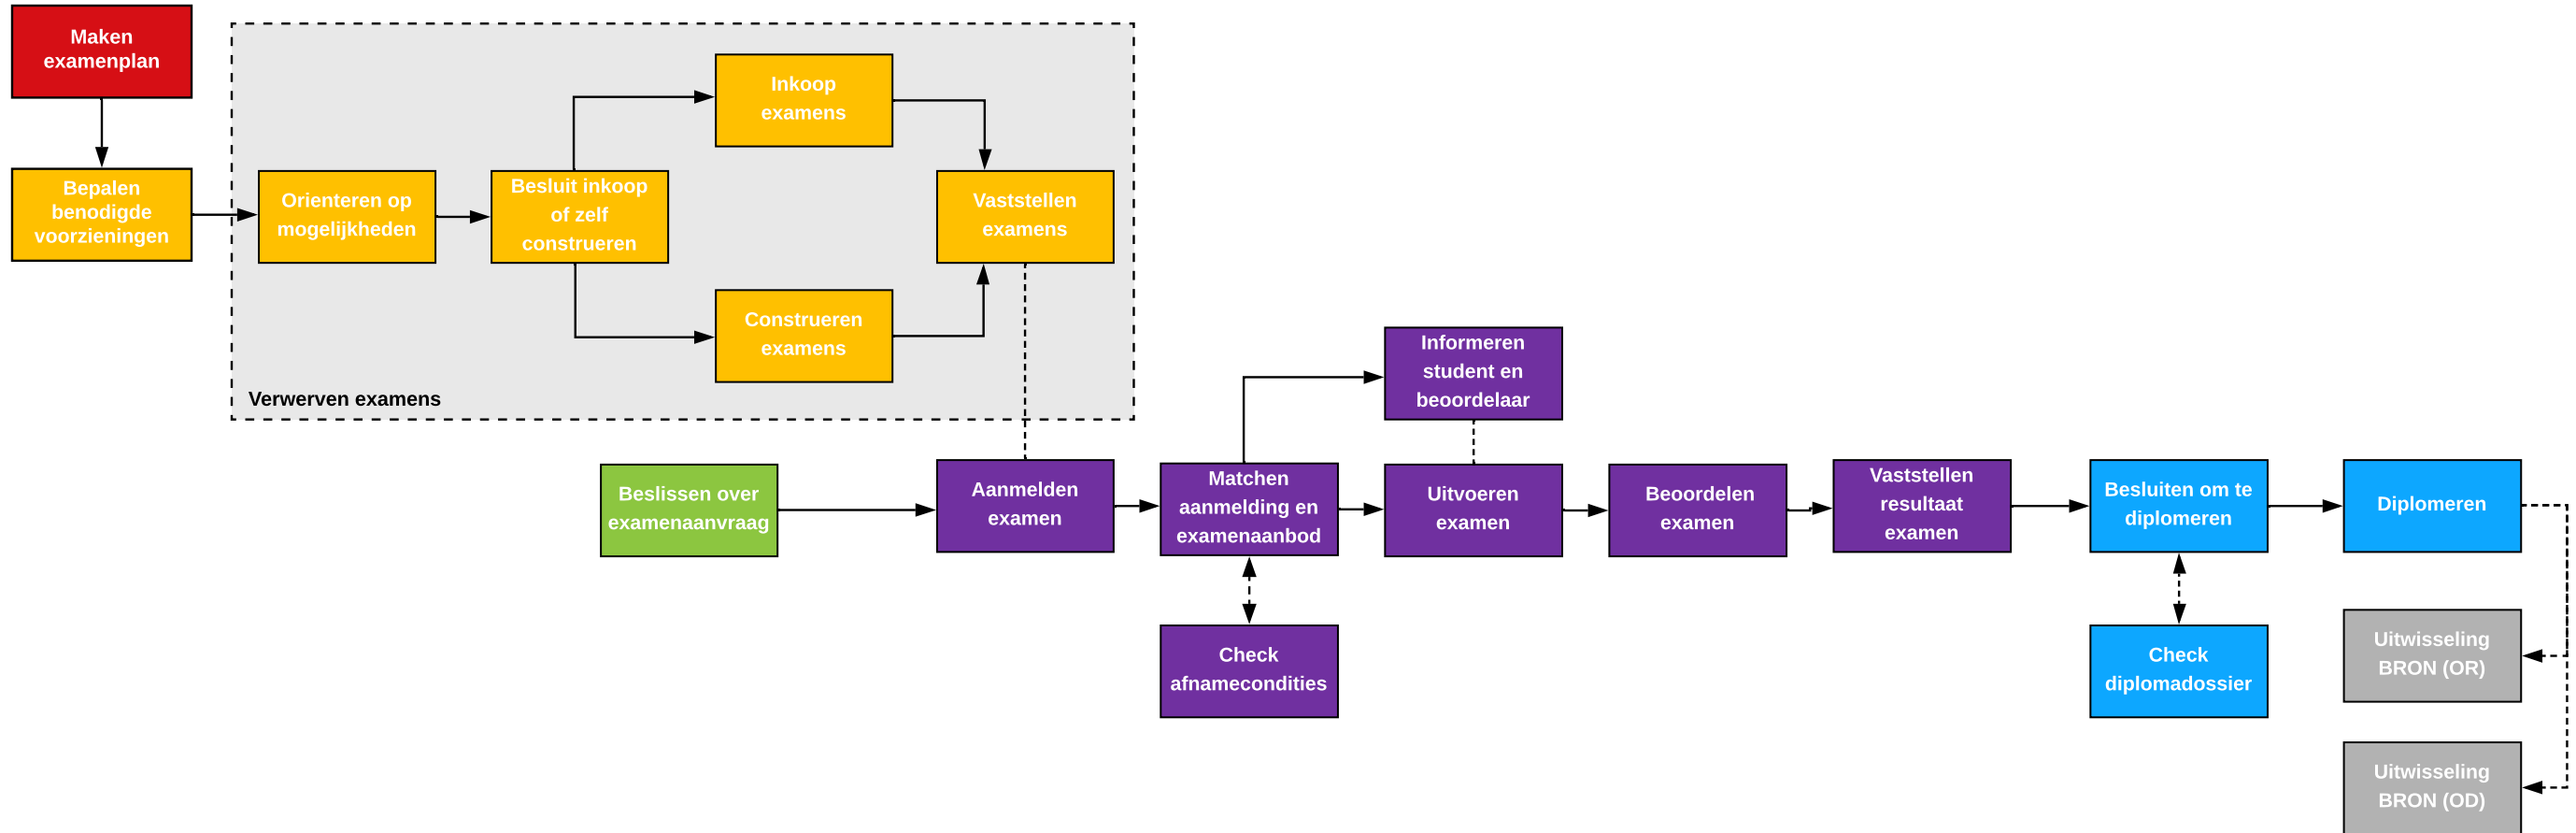 Maken
examenplan
Bepalen
benodigde
voorzieningen
Orienteren op
mogelijkheden
Besluit inkoop
of zelf
construeren
Inkoop
examens
Construeren
examens
Vaststellen
examens
Verwerven examens
Beslissen over
examenaanvraag
Aanmelden
examen
Matchen
aanmelding en
examenaanbod
Check
afnamecondities
Informeren
student en
beoordelaar
Uitvoeren
examen
Beoordelen
examen
Vaststellen
resultaat
examen
Besluiten om te
diplomeren
Check
diplomadossier
Diplomeren
Uitwisseling
BRON (OR)
Uitwisseling
BRON (OD)